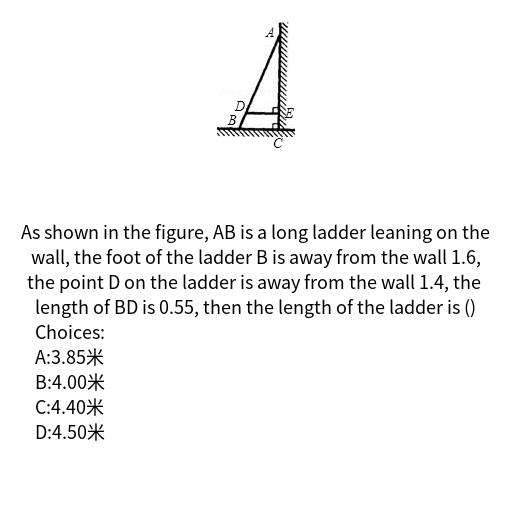 A
D
E
B
C
As shown in the figure, AB is a long ladder leaning on the
wall, the foot of the ladder B is away from the wall 1.6,
the point D on the ladder is away from the wall 1.4, the
length of BD is 0.55, then the length of the ladder is ()
Choices:
A:3.85米
B:4.00米
C:4.40米
D:4.50米